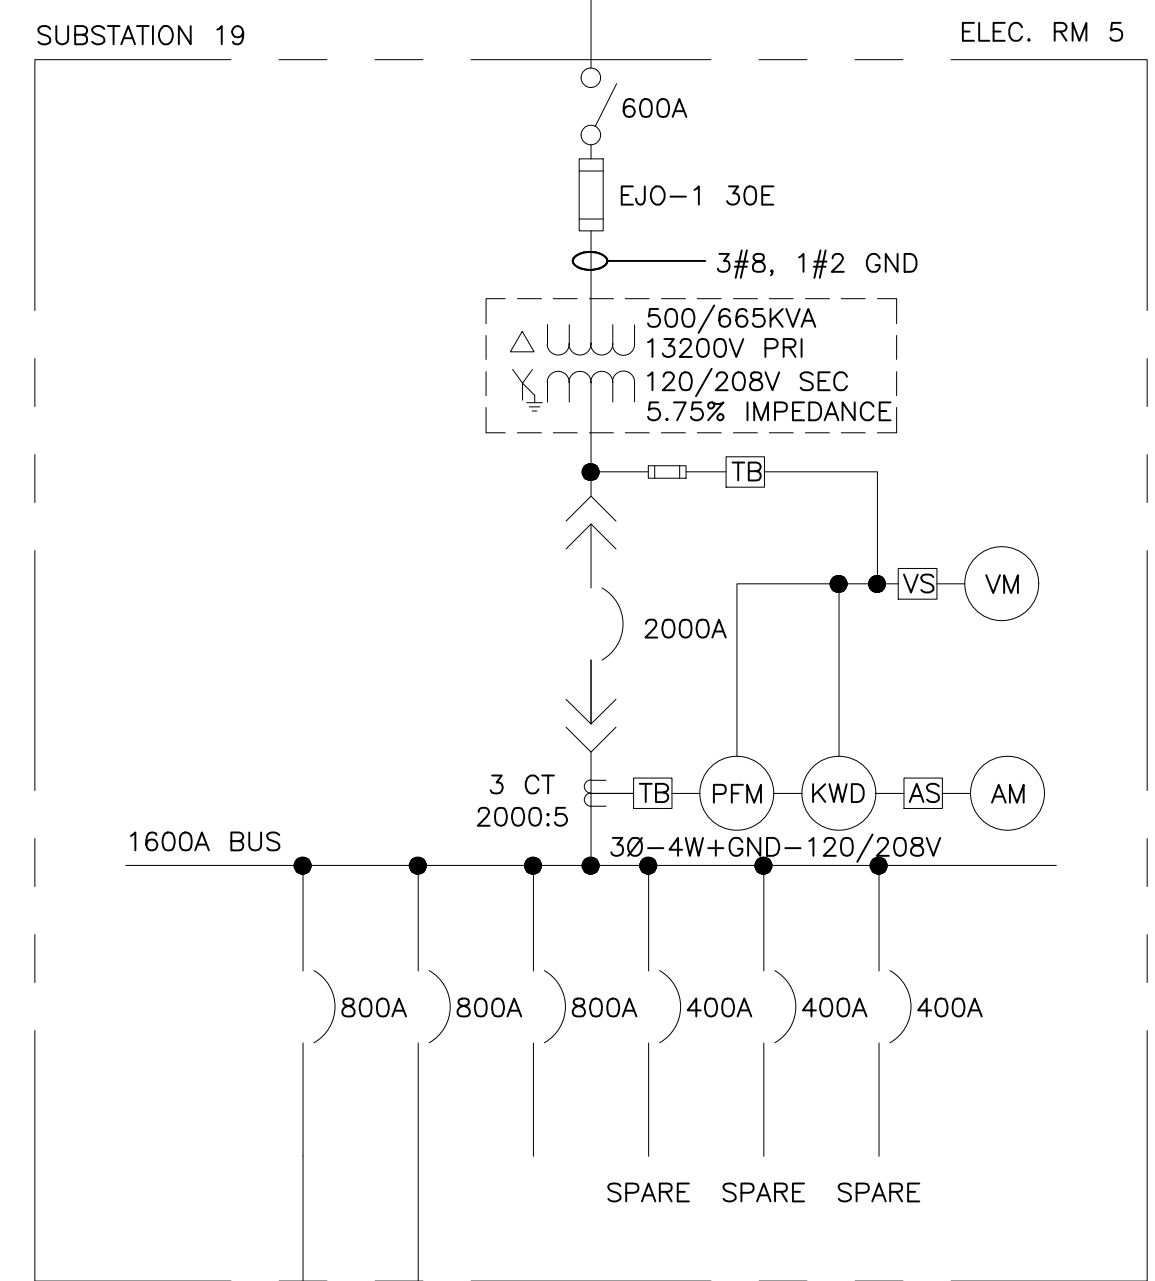 SUBSTATION 19
ELEC. RM 5
600A
EJO-1 30E
3#8, 1#2 GND
500/665KVA
13200V PRI
120/208V SEC
5.75% IMPEDANCE
TB
VS
VM
2000A
3 CT
2000:5
TB
PFM
KWD
AS
AM
1600A BUS
3Ø-4W+GND-120/208V
800A
800A
800A
400A
400A
400A
SPARE
SPARE
SPARE